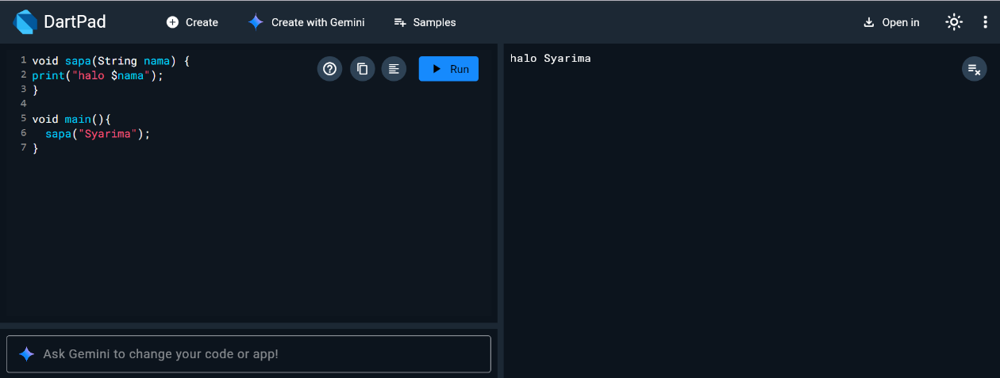 DartPad
Create
Create with Gemini
Samples
Open in
1 void sapa(String nama) {
2 print("halo $nama");
3 }
4
5 void main(){
6   sapa("Syarima");
7 }
Run
halo Syarima
Ask Gemini to change your code or app!